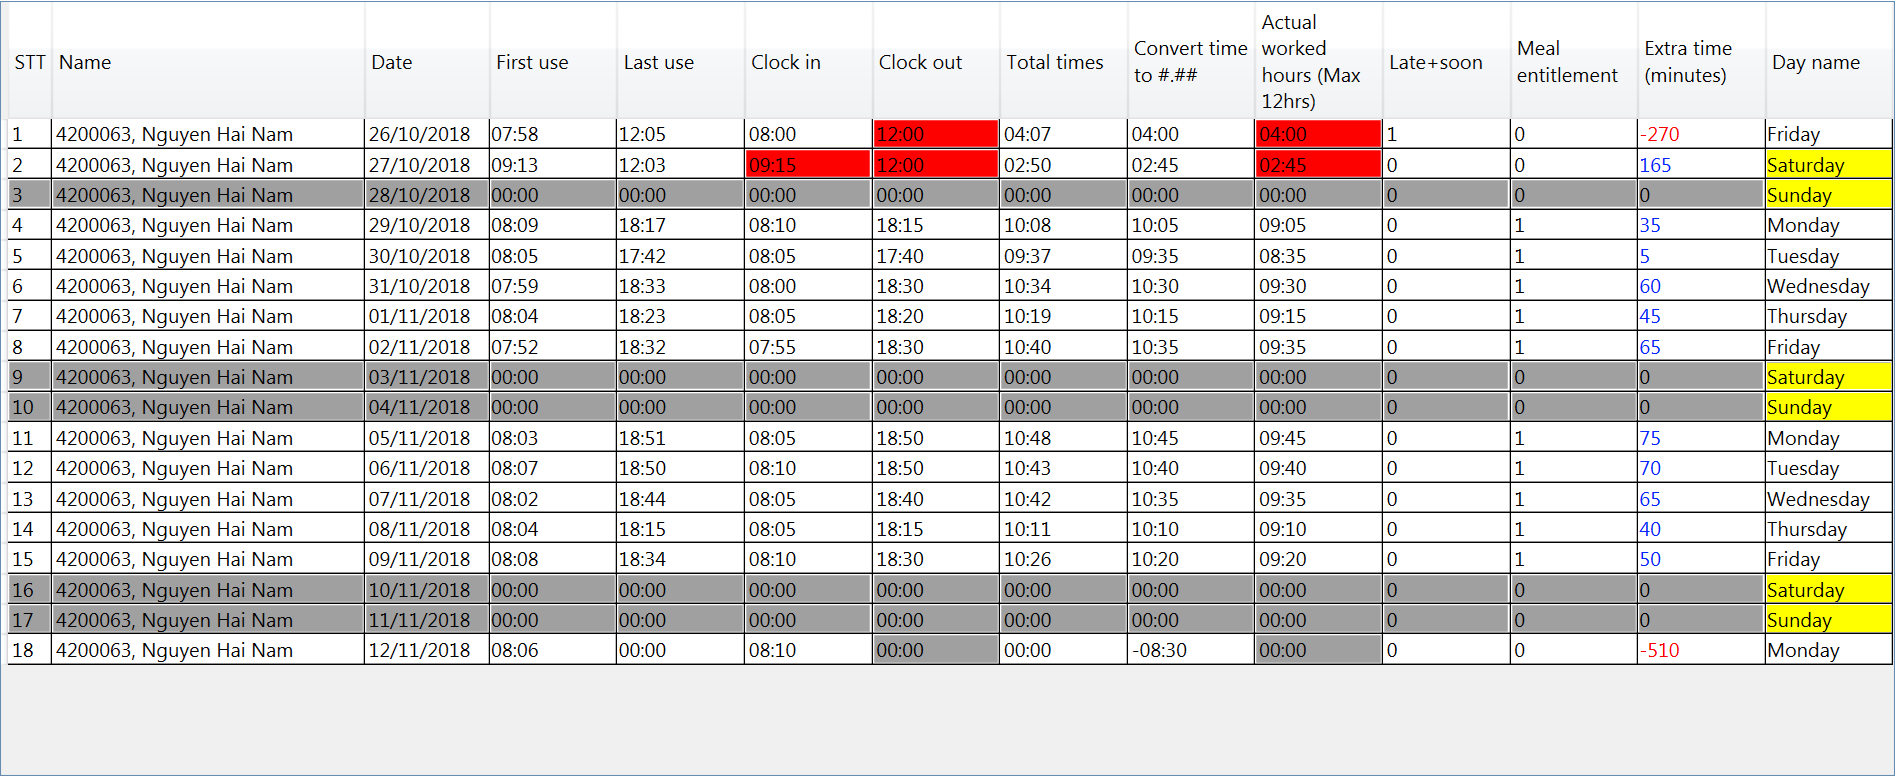 STT Name Date First use Last use Clock in Clock out Total times Convert time to #.## Actual worked hours (Max 12hrs) Late+soon Meal entitlement Extra time (minutes) Day name
1 4200063, Nguyen Hai Nam 26/10/2018 07:58 12:05 08:00 12:00 04:07 04:00 04:00 1 0 -270 Friday
2 4200063, Nguyen Hai Nam 27/10/2018 09:13 12:03 09:15 12:00 02:50 02:45 02:45 0 0 165 Saturday
3 4200063, Nguyen Hai Nam 28/10/2018 00:00 00:00 00:00 00:00 00:00 00:00 00:00 0 0 0 Sunday
4 4200063, Nguyen Hai Nam 29/10/2018 08:09 18:17 08:10 18:15 10:08 10:05 09:05 0 1 35 Monday
5 4200063, Nguyen Hai Nam 30/10/2018 08:05 17:42 08:05 17:40 09:37 09:35 08:35 0 1 5 Tuesday
6 4200063, Nguyen Hai Nam 31/10/2018 07:59 18:33 08:00 18:30 10:34 10:30 09:30 0 1 60 Wednesday
7 4200063, Nguyen Hai Nam 01/11/2018 08:04 18:23 08:05 18:20 10:19 10:15 09:15 0 1 45 Thursday
8 4200063, Nguyen Hai Nam 02/11/2018 07:52 18:32 07:55 18:30 10:40 10:35 09:35 0 1 65 Friday
9 4200063, Nguyen Hai Nam 03/11/2018 00:00 00:00 00:00 00:00 00:00 00:00 00:00 0 0 0 Saturday
10 4200063, Nguyen Hai Nam 04/11/2018 00:00 00:00 00:00 00:00 00:00 00:00 00:00 0 0 0 Sunday
11 4200063, Nguyen Hai Nam 05/11/2018 08:03 18:51 08:05 18:50 10:48 10:45 09:45 0 1 75 Monday
12 4200063, Nguyen Hai Nam 06/11/2018 08:07 18:50 08:10 18:50 10:43 10:40 09:40 0 1 70 Tuesday
13 4200063, Nguyen Hai Nam 07/11/2018 08:02 18:44 08:05 18:40 10:42 10:35 09:35 0 1 65 Wednesday
14 4200063, Nguyen Hai Nam 08/11/2018 08:04 18:15 08:05 18:15 10:11 10:10 09:10 0 1 40 Thursday
15 4200063, Nguyen Hai Nam 09/11/2018 08:08 18:34 08:10 18:30 10:26 10:20 09:20 0 1 50 Friday
16 4200063, Nguyen Hai Nam 10/11/2018 00:00 00:00 00:00 00:00 00:00 00:00 00:00 0 0 0 Saturday
17 4200063, Nguyen Hai Nam 11/11/2018 00:00 00:00 00:00 00:00 00:00 00:00 00:00 0 0 0 Sunday
18 4200063, Nguyen Hai Nam 12/11/2018 08:06 00:00 08:10 00:00 00:00 -08:30 00:00 0 0 -510 Monday